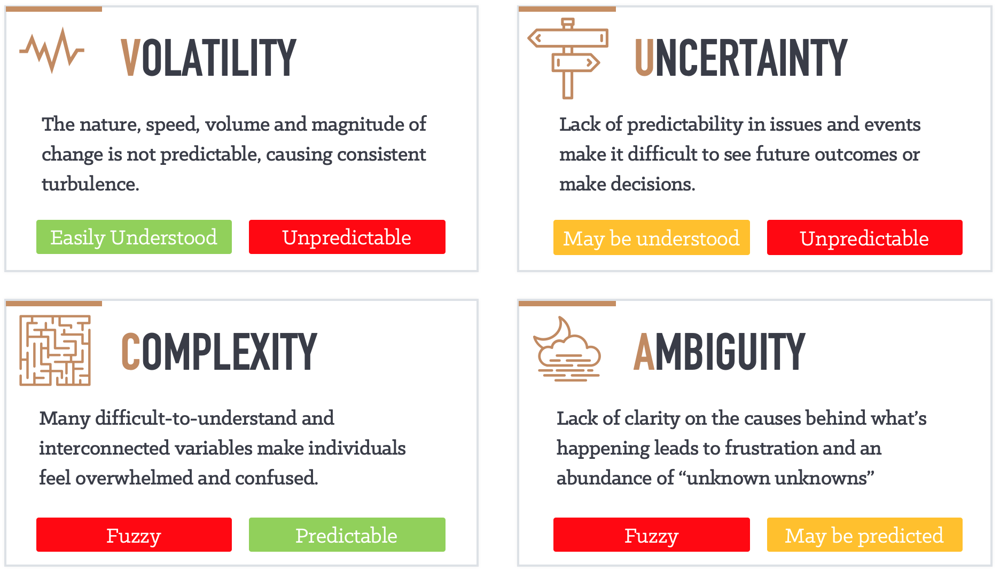 VOLATILITY
The nature, speed, volume and magnitude of
change is not predictable, causing consistent
turbulence.
Easily Understood
Unpredictable
UNCERTAINTY
Lack of predictability in issues and events
make it difficult to see future outcomes or
make decisions.
May be understood
Unpredictable
COMPLEXITY
Many difficult-to-understand and
interconnected variables make individuals
feel overwhelmed and confused.
Fuzzy
Predictable
AMBIGUITY
Lack of clarity on the causes behind what’s
happening leads to frustration and an
abundance of “unknown unknowns”
Fuzzy
May be predicted